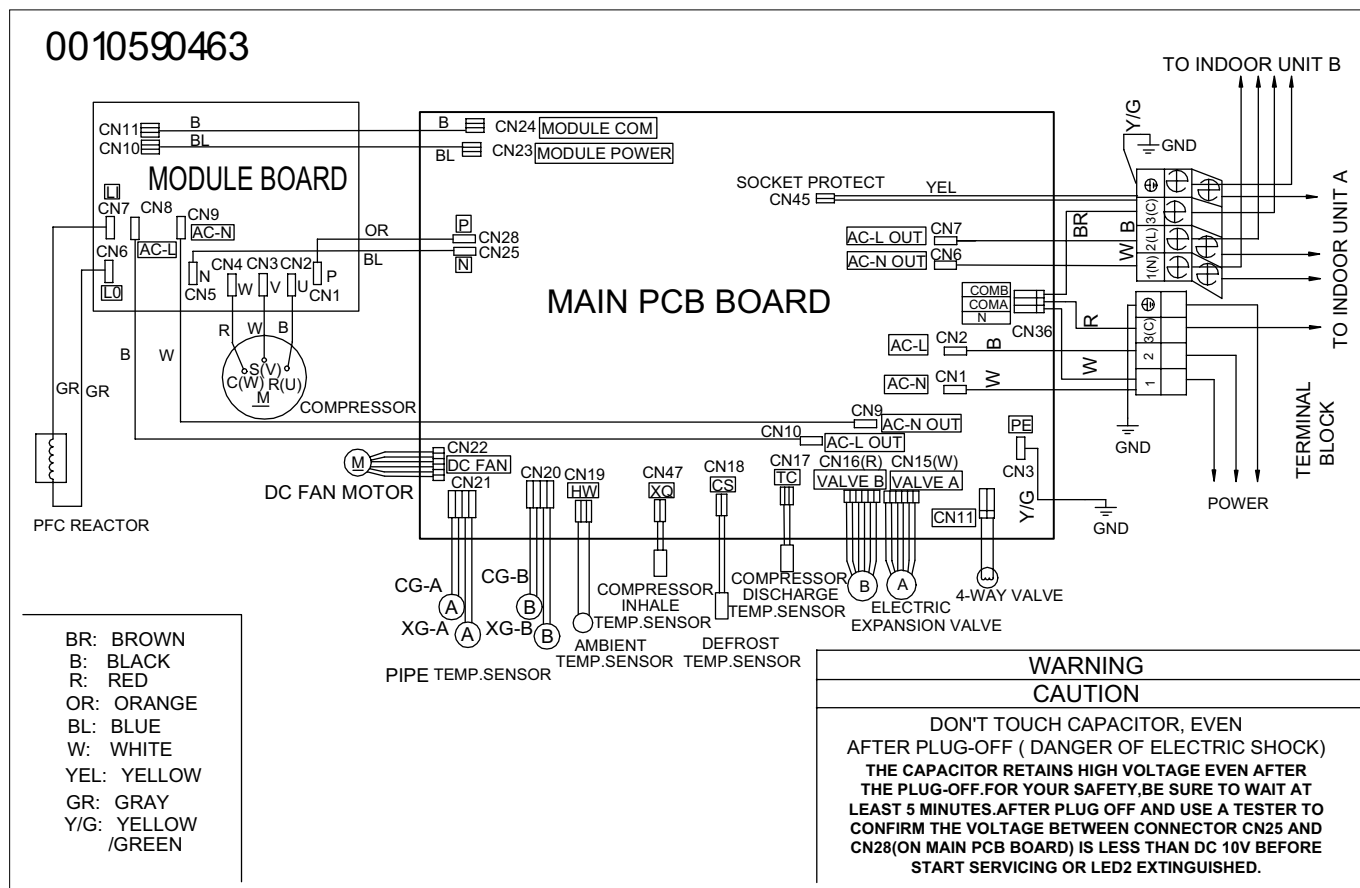 0010590463
TO INDOOR UNIT B
CN11
B
B
CN24
MODULE COM
CN10
BL
BL
CN23
MODULE POWER
MODULE BOARD
Y/G
GND
SOCKET PROTECT
CN45
YEL
LI
CN7
CN8
CN9
AC-N
AC-L
CN6
L0
N
CN5
CN4
W
CN3
V
CN2
U
P
CN1
OR
BL
P
CN28
CN25
N
AC-L OUT
CN7
AC-N OUT
CN6
BR
B
W
3(C)
2(L)
1(N)
TO INDOOR UNIT A
MAIN PCB BOARD
COMB
COMA
N
CN36
R
3(C)
2
1
AC-L
CN2
B
W
AC-N
CN1
W
R
W
B
B
W
S(V)
C(W)
R(U)
M
COMPRESSOR
GR
GR
PFC REACTOR
CN9
AC-N OUT
CN10
AC-L OUT
GND
TERMINAL
BLOCK
POWER
M
DC FAN MOTOR
CN22
DC FAN
CN21
CN20
CN19
HW
CN47
XQ
CN18
CS
CN17
TC
CN16(R)
VALVE B
CN15(W)
VALVE A
CN11
PE
CN3
Y/G
GND
CG-A
A
XG-A
A
CG-B
B
XG-B
B
PIPE TEMP.SENSOR
AMBIENT
TEMP.SENSOR
COMPRESSOR
INHALE
TEMP.SENSOR
DEFROST
TEMP.SENSOR
COMPRESSOR
DISCHARGE
TEMP.SENSOR
B
A
ELECTRIC
EXPANSION VALVE
4-WAY VALVE
BR: BROWN
B: BLACK
R: RED
OR: ORANGE
BL: BLUE
W: WHITE
YEL: YELLOW
GR: GRAY
Y/G: YELLOW
/GREEN
WARNING
CAUTION
DON'T TOUCH CAPACITOR, EVEN
AFTER PLUG-OFF ( DANGER OF ELECTRIC SHOCK)
THE CAPACITOR RETAINS HIGH VOLTAGE EVEN AFTER
THE PLUG-OFF.FOR YOUR SAFETY,BE SURE TO WAIT AT
LEAST 5 MINUTES.AFTER PLUG OFF AND USE A TESTER TO
CONFIRM THE VOLTAGE BETWEEN CONNECTOR CN25 AND
CN28(ON MAIN PCB BOARD) IS LESS THAN DC 10V BEFORE
START SERVICING OR LED2 EXTINGUISHED.